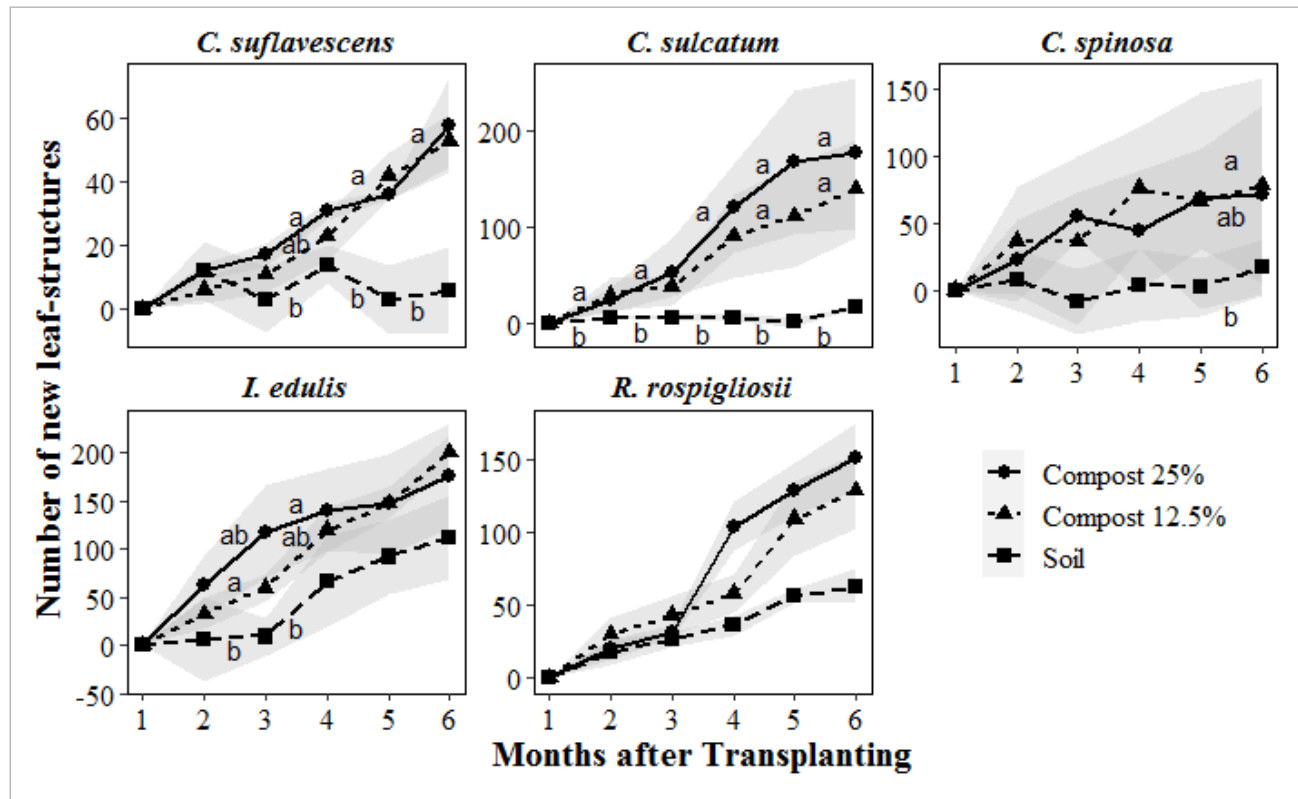 C. suflavescens
C. sulcatum
C. spinosa
Number of new leaf-structures
60
40
20
0
a
a
a
ab
b
b
b
200
100
0
a
a
a
a
a
a
a
b
b
b
b
b
150
100
50
0
a
ab
b
1 2 3 4 5 6
I. edulis
R. rospigliosii
200
150
100
50
0
-50
ab
a
a
ab
b
b
1 2 3 4 5 6
150
100
50
0
1 2 3 4 5 6
Compost 25%
Compost 12.5%
Soil
Months after Transplanting